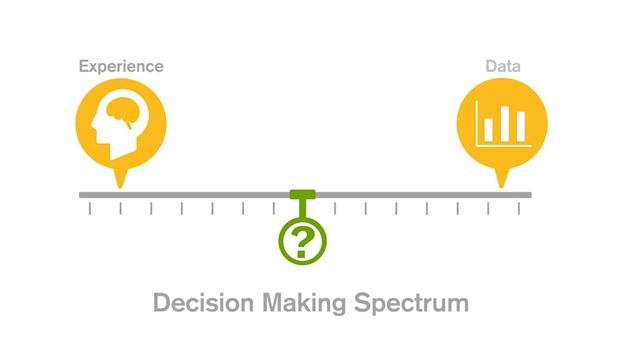 Experience
Data
?
Decision Making Spectrum